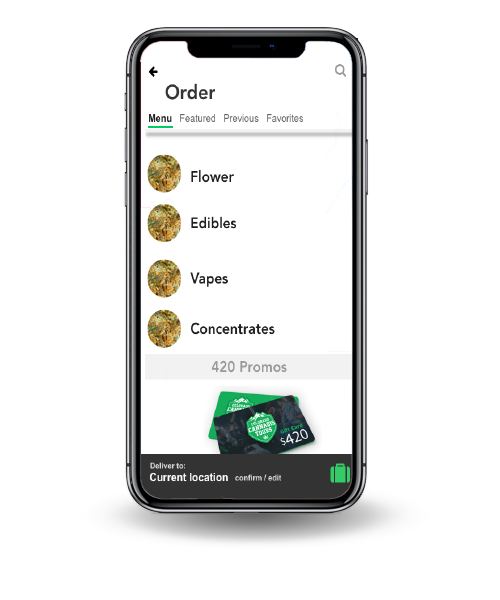 Order
Menu Featured Previous Favorites
Flower
Edibles
Vapes
Concentrates
420 Promos
COLORADO
CANNABIS
TOURS
Gift Card
$420
Deliver to:
Current location confirm / edit